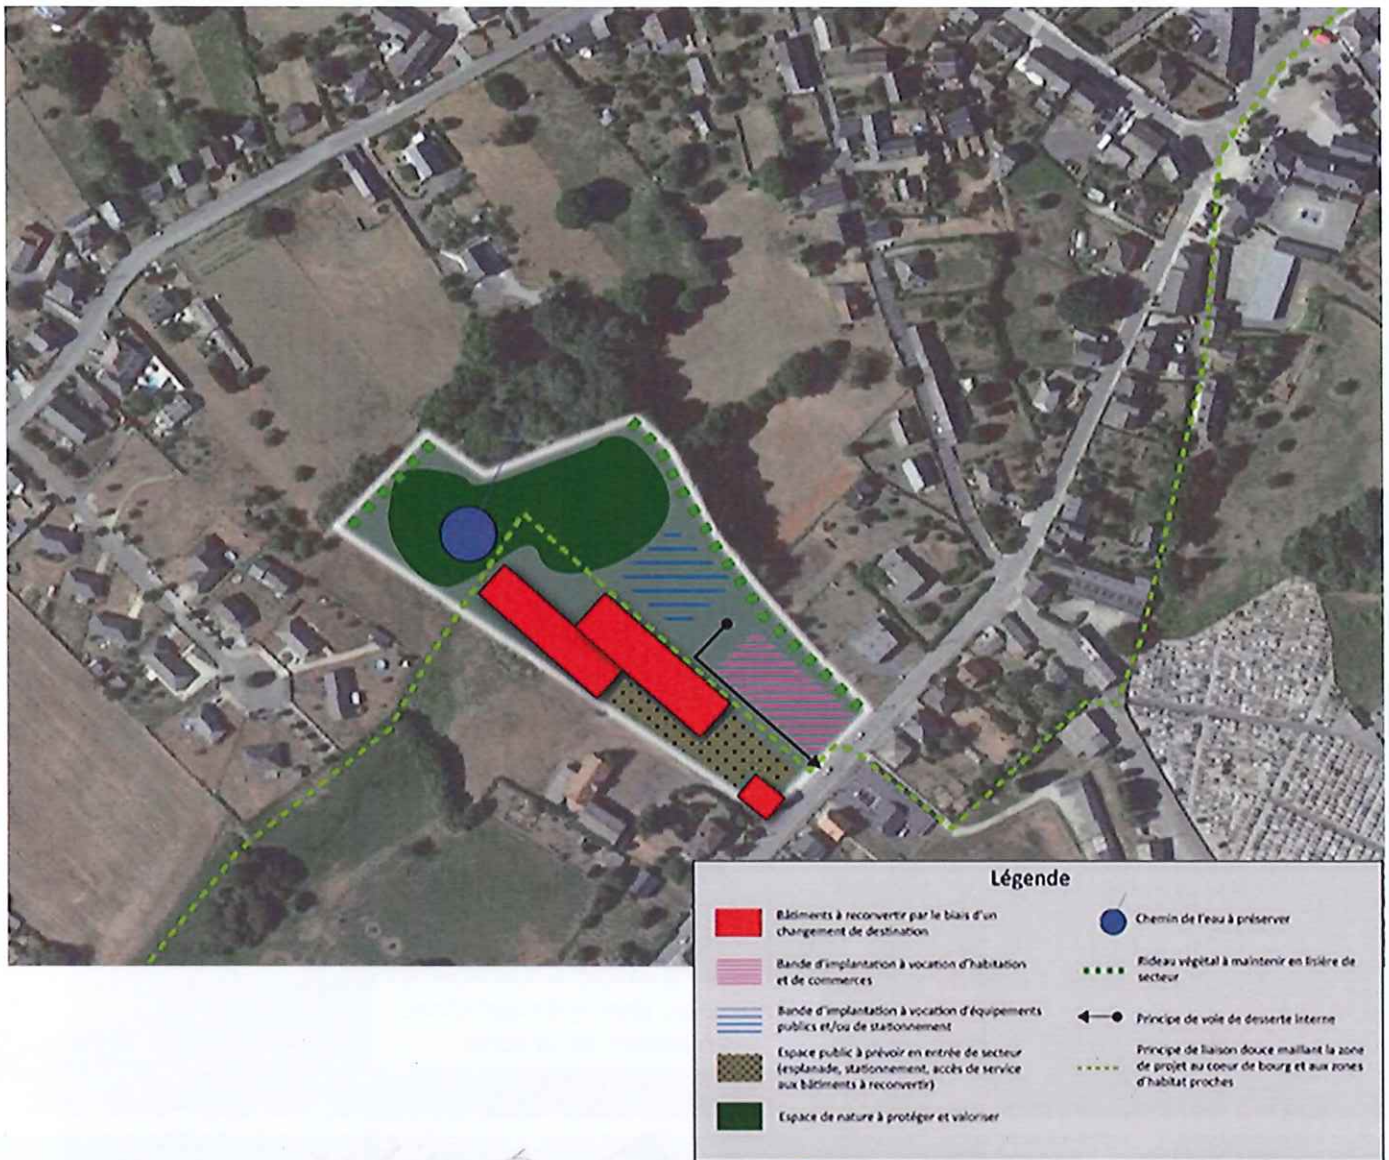 Légende
Bâtiments à reconvertir par le biais d'un
changement de destination
Bande d'implantation à vocation d'habitation
et de commerces
Bande d'implantation à vocation d'équipements
publics et/ou de stationnement
Espace public à prévoir en entrée de secteur
(esplanade, stationnement, accès de service
aux bâtiments à reconvertir)
Espace de nature à protéger et valoriser
Chemin de l'eau à préserver
Rideau végétal à maintenir en lisière de
secteur
Principe de voie de desserte interne
Principe de liaison douce maillant la zone
de projet au coeur de bourg et aux zones
d'habitat proches